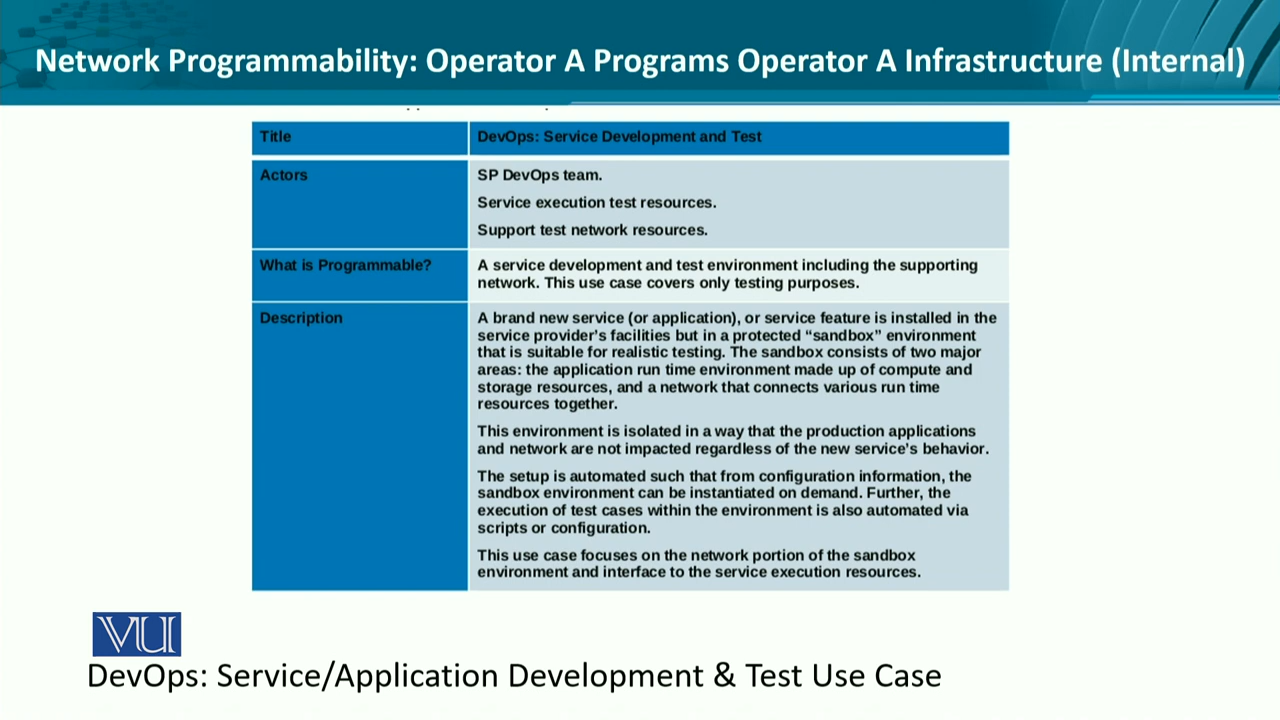 Network Programmability: Operator A Programs Operator A Infrastructure (Internal)
Title
DevOps: Service Development and Test
Actors
SP DevOps team.
Service execution test resources.
Support test network resources.
What is Programmable?
A service development and test environment including the supporting
network. This use case covers only testing purposes.
Description
A brand new service (or application), or service feature is installed in the
service provider's facilities but in a protected “sandbox” environment
that is suitable for realistic testing. The sandbox consists of two major
areas: the application run time environment made up of compute and
storage resources, and a network that connects various run time
resources together.
This environment is isolated in a way that the production applications
and network are not impacted regardless of the new service's behavior.
The setup is automated such that from configuration information, the
sandbox environment can be instantiated on demand. Further, the
execution of test cases within the environment is also automated via
scripts or configuration.
This use case focuses on the network portion of the sandbox
environment and interface to the service execution resources.
VU
DevOps: Service/Application Development & Test Use Case